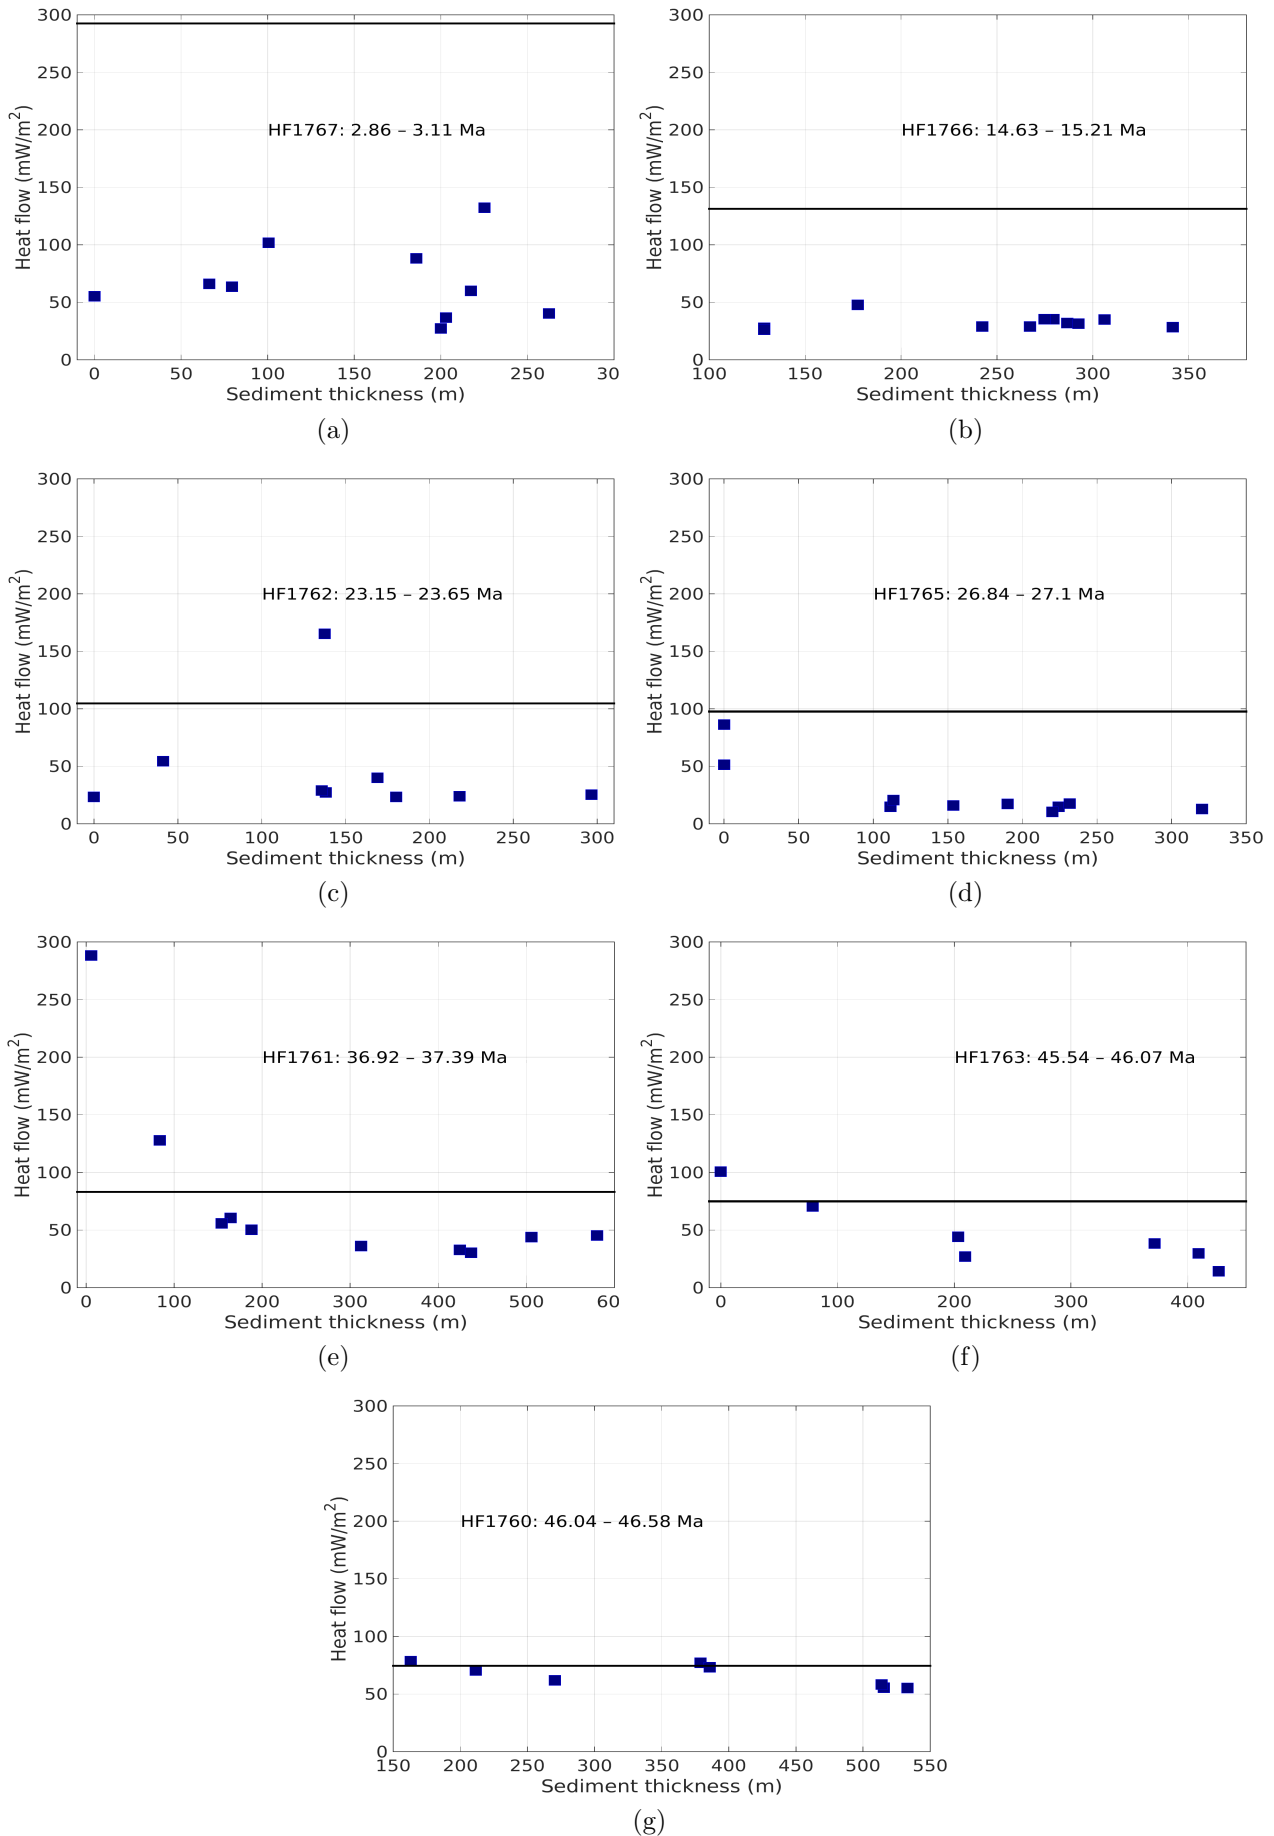 300
250
200
150
100
50
0
Heat flow (mW/m²)
HF1767: 2.86 – 3.11 Ma
0 50 100 150 200 250 30
Sediment thickness (m)
(a)
300
250
200
150
100
50
0
Heat flow (mW/m²)
HF1766: 14.63 – 15.21 Ma
100 150 200 250 300 350
Sediment thickness (m)
(b)
300
250
200
150
100
50
0
Heat flow (mW/m²)
HF1762: 23.15 – 23.65 Ma
0 50 100 150 200 250 300
Sediment thickness (m)
(c)
300
250
200
150
100
50
0
Heat flow (mW/m²)
HF1765: 26.84 – 27.1 Ma
0 50 100 150 200 250 300 350
Sediment thickness (m)
(d)
300
250
200
150
100
50
0
Heat flow (mW/m²)
HF1761: 36.92 – 37.39 Ma
0 100 200 300 400 500 60
Sediment thickness (m)
(e)
300
250
200
150
100
50
0
Heat flow (mW/m²)
HF1763: 45.54 – 46.07 Ma
0 100 200 300 400
Sediment thickness (m)
(f)
300
250
200
150
100
50
0
Heat flow (mW/m²)
HF1760: 46.04 – 46.58 Ma
150 200 250 300 350 400 450 500 550
Sediment thickness (m)
(g)